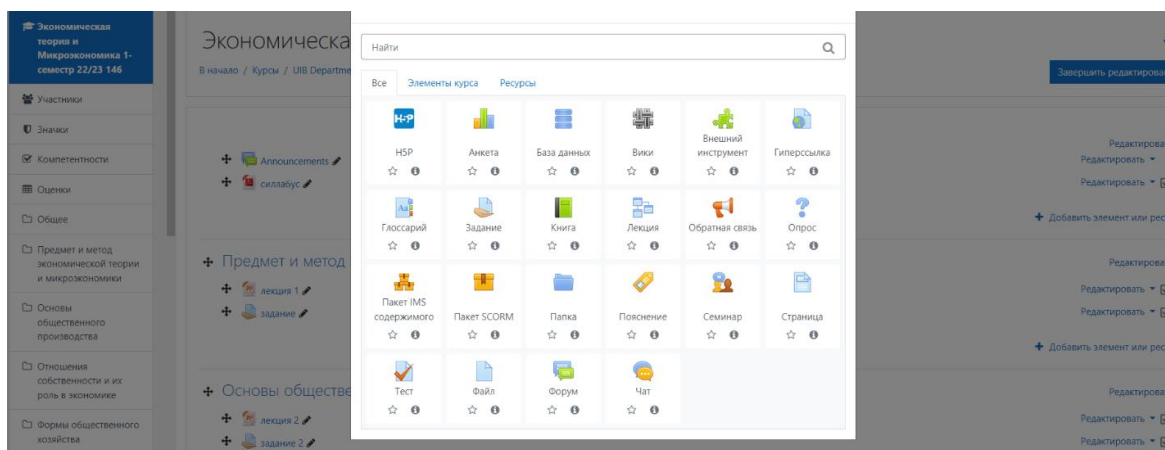 Экономическая
теория и
Микроэкономика 1-
семестр 22/23 146
Участники
Значки
Компетентности
Оценки
Общее
Предмет и метод
экономической теории
и микроэкономики
Основы
общественного
производства
Отношения
собственности и их
роль в экономике
Формы общественного
хозяйства
Экономическа
В начало / Курсы / UIB Departme
Завершить редактирова
Announcements
силлабус
Предмет и метод
лекция 1
задание
Основы обществе
лекция 2
задание 2
Найти
Все Элементы курса Ресурсы
H5P
H5P
Анкета
База данных
Вики
Внешний
инструмент
Гиперссылка
Aa
Глоссарий
Задание
Книга
Лекция
Обратная связь
Опрос
Пакет IMS
содержимого
Пакет SCORM
Папка
Пояснение
Семинар
Страница
Тест
Файл
Форум
Чат
Редактирова
Редактировать
Редактировать
Добавить элемент или рес
Редактирова
Редактировать
Редактировать
Добавить элемент или рес
Редактирова
Редактировать
Редактировать